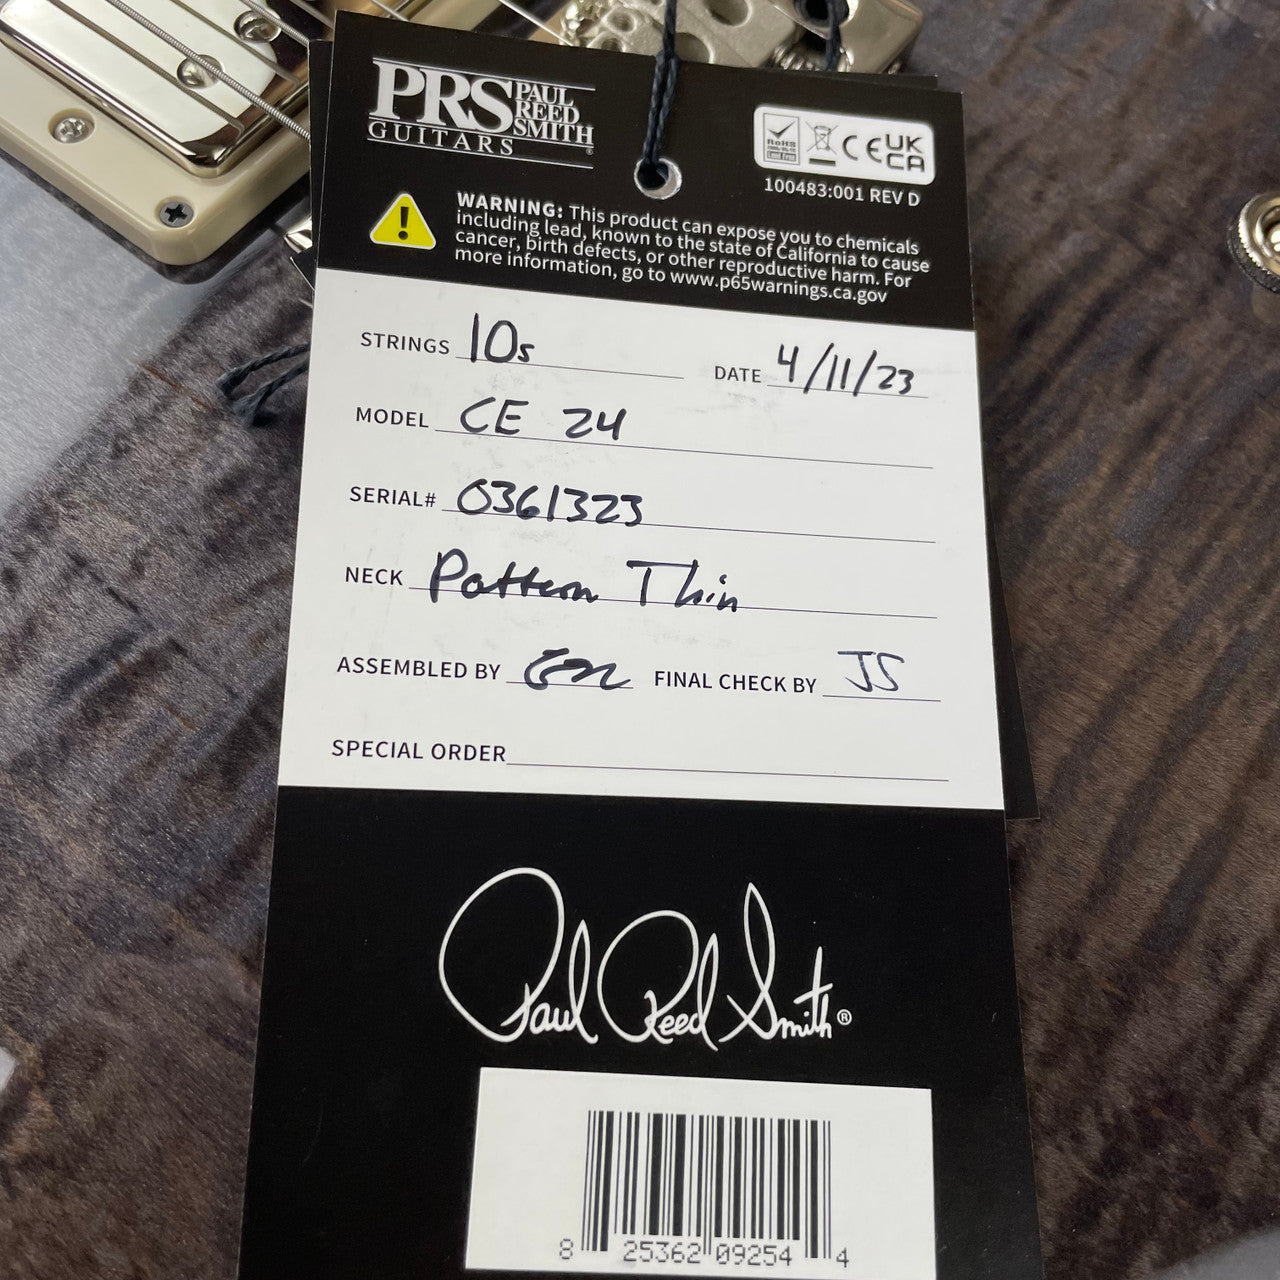 PRS PAUL REED SMITH
GUITARS
RoHS
CE UKCA
100483:001 REV D
WARNING: This product can expose you to chemicals
including lead, known to the state of California to cause
cancer, birth defects, or other reproductive harm. For
more information, go to www.p65warnings.ca.gov
STRINGS 10s DATE 4/11/23
MODEL CE 24
SERIAL# 0361323
NECK Pattern Thin
ASSEMBLED BY FINAL CHECK BY JS
SPECIAL ORDER
Paul Reed Smith®
8 25362 09254 4